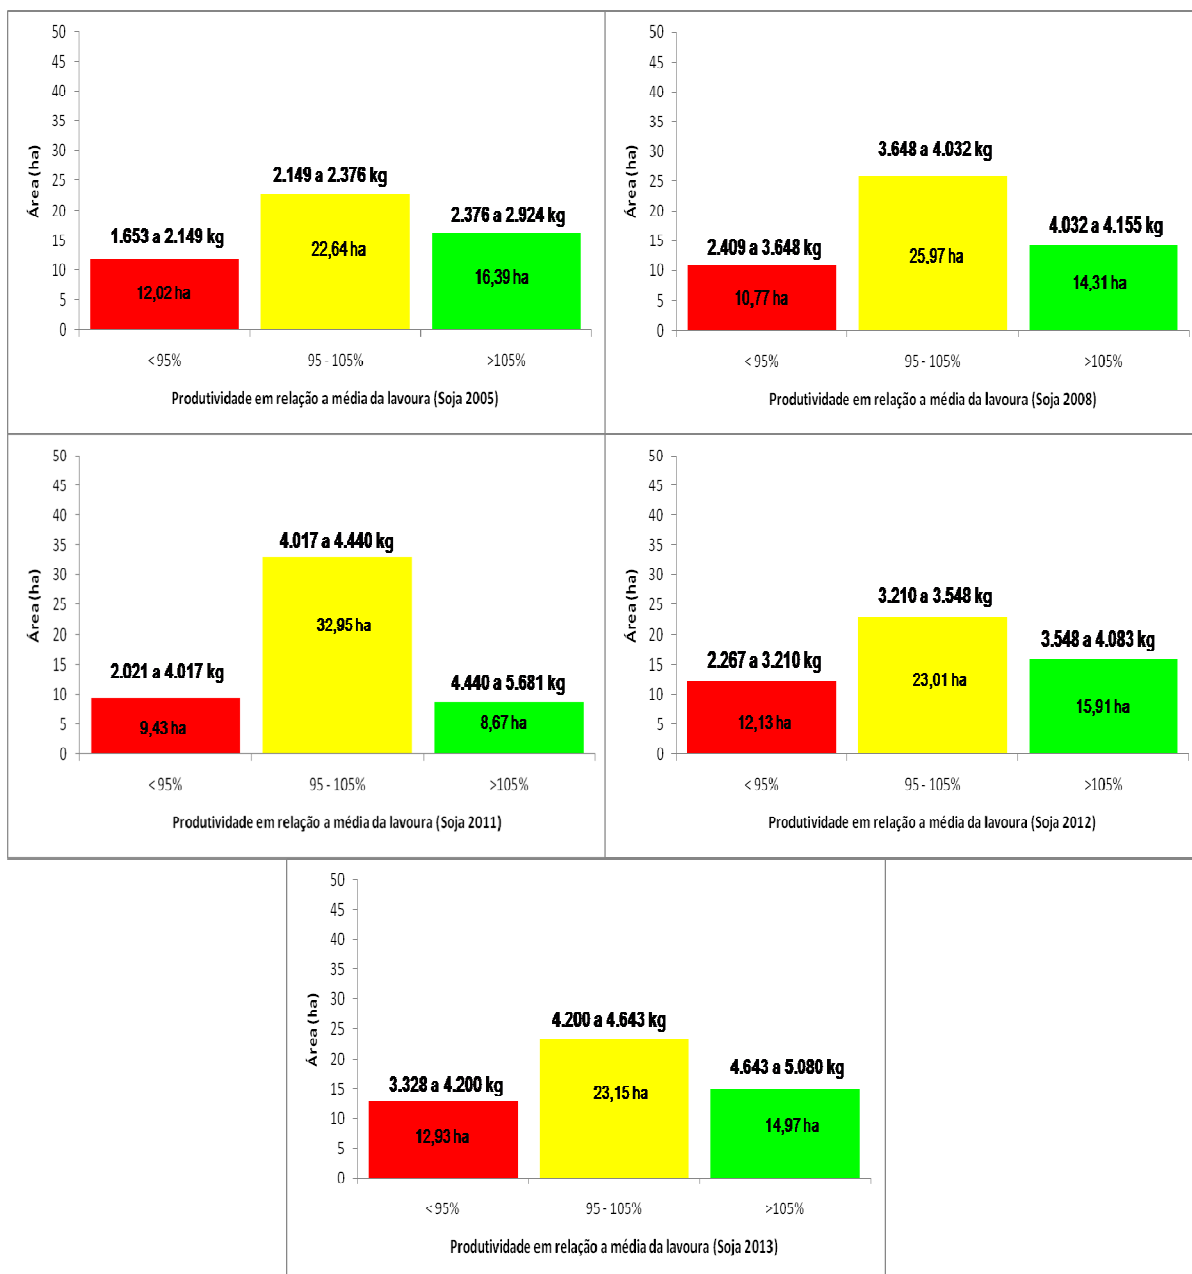 50
45
40
35
30
25
20
15
10
5
0
Área (ha)
1.653 a 2.149 kg
2.149 a 2.376 kg
2.376 a 2.924 kg
12,02 ha
22,64 ha
16,39 ha
< 95%
95 - 105%
>105%
Produtividade em relação a média da lavoura (Soja 2005)
50
45
40
35
30
25
20
15
10
5
0
Área (ha)
2.409 a 3.648 kg
3.648 a 4.032 kg
4.032 a 4.155 kg
10,77 ha
25,97 ha
14,31 ha
< 95%
95 - 105%
>105%
Produtividade em relação a média da lavoura (Soja 2008)
50
45
40
35
30
25
20
15
10
5
0
Área (ha)
2.021 a 4.017 kg
4.017 a 4.440 kg
4.440 a 5.681 kg
9,43 ha
32,95 ha
8,67 ha
< 95%
95 - 105%
>105%
Produtividade em relação a média da lavoura (Soja 2011)
50
45
40
35
30
25
20
15
10
5
0
Área (ha)
2.267 a 3.210 kg
3.210 a 3.548 kg
3.548 a 4.083 kg
12,13 ha
23,01 ha
15,91 ha
< 95%
95 - 105%
>105%
Produtividade em relação a média da lavoura (Soja 2012)
50
45
40
35
30
25
20
15
10
5
0
Área (ha)
3.328 a 4.200 kg
4.200 a 4.643 kg
4.643 a 5.080 kg
12,93 ha
23,15 ha
14,97 ha
< 95%
95 - 105%
>105%
Produtividade em relação a média da lavoura (Soja 2013)